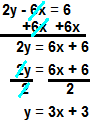 2y - 6x = 6
+6x +6x
2y = 6x + 6
2y = 6x + 6
2 2
y = 3x + 3